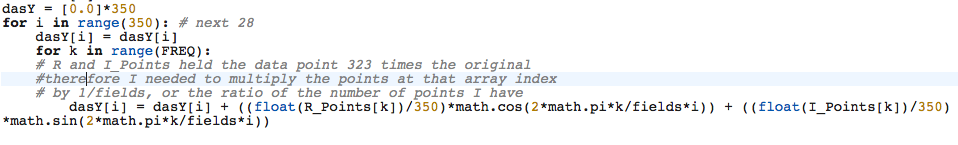 dasY = [0.0]*350
for i in range(350): # next 28
    dasY[i] = dasY[i]
    for k in range(FREQ):
    # R and I_Points held the data point 323 times the original
    #therefore I needed to multiply the points at that array index
    # by 1/fields, or the ratio of the number of points I have
        dasY[i] = dasY[i] + ((float(R_Points[k])/350)*math.cos(2*math.pi*k/fields*i)) + ((float(I_Points[k])/350)
*math.sin(2*math.pi*k/fields*i))